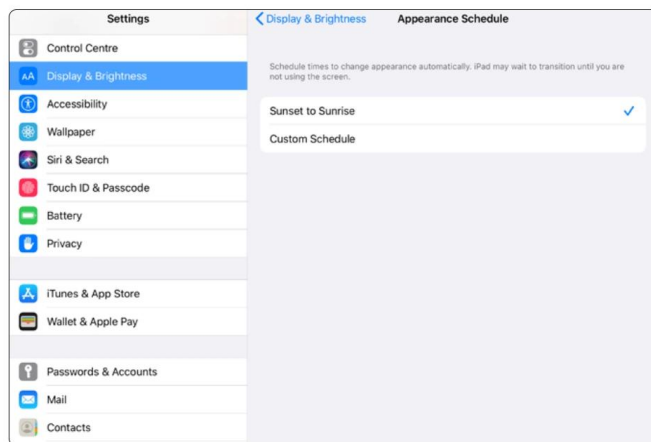 Settings
Control Centre
AA Display & Brightness
Accessibility
Wallpaper
Siri & Search
Touch ID & Passcode
Battery
Privacy
iTunes & App Store
Wallet & Apple Pay
Passwords & Accounts
Mail
Contacts
Display & Brightness Appearance Schedule
Schedule times to change appearance automatically. iPad may wait to transition until you are
not using the screen.
Sunset to Sunrise
Custom Schedule